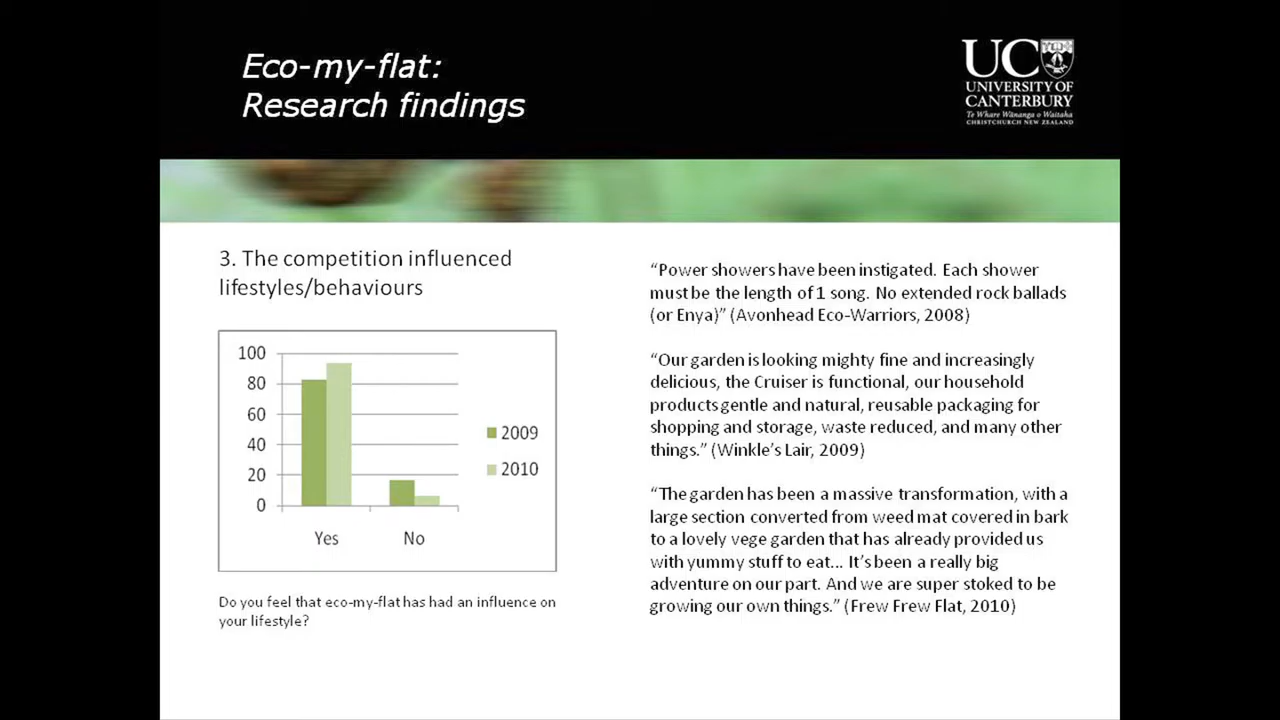 Eco-my-flat:
Research findings
UC
UNIVERSITY OF
CANTERBURY
Te Whare Wānanga o Waitaha
CHRISTCHURCH NEW ZEALAND
3. The competition influenced
lifestyles/behaviours
100
80
60
40
20
0
Yes
No
2009
2010
Do you feel that eco-my-flat has had an influence on
your lifestyle?
“Power showers have been instigated. Each shower
must be the length of 1 song. No extended rock ballads
(or Enya)” (Avonhead Eco-Warriors, 2008)
“Our garden is looking mighty fine and increasingly
delicious, the Cruiser is functional, our household
products gentle and natural, reusable packaging for
shopping and storage, waste reduced, and many other
things.” (Winkle’s Lair, 2009)
“The garden has been a massive transformation, with a
large section converted from weed mat covered in bark
to a lovely vege garden that has already provided us
with yummy stuff to eat... It’s been a really big
adventure on our part. And we are super stoked to be
growing our own things.” (Frew Frew Flat, 2010)